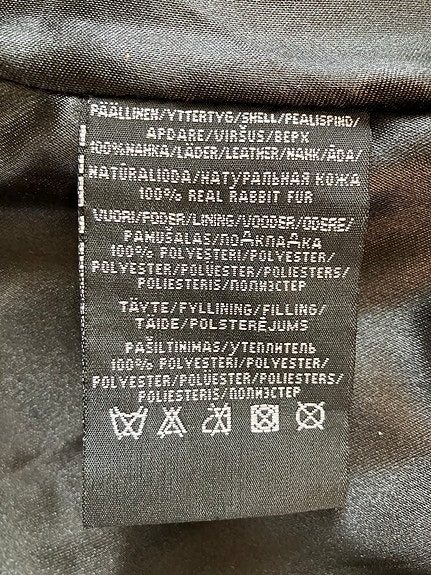 PÄÄLLINEN/YTTERTYG/SHELL/PEALISPIND/
APDARE/VIRŠUS/BEPX
100%NAHKA/LÄDER/LEATHER/NAHK/ĀDA/
NATŪRALIODA/НАТУРАЛЬНАЯ КОЖА
100% REAL RABBIT FUR
VUORI/FODER/LINING/VOODER/ODERE/
PAMUŠALAS/ПОДКЛАДКА
100% POLYESTERI/POLYESTER/
POLYESTER/POLÜESTER/POLIESTERS/
POLIESTERIS/ПОЛИЭСТЕР
TÄYTE/FYLLINING/FILLING/
TÄIDE/POLSTERĒJUMS
PAŠILTINIMAS/УТЕПЛИТЕЛЬ
100% POLYESTERI/POLYESTER/
POLYESTER/POLÜESTER/POLIESTERS/
POLIESTERIS/ПОЛИЭСТЕР